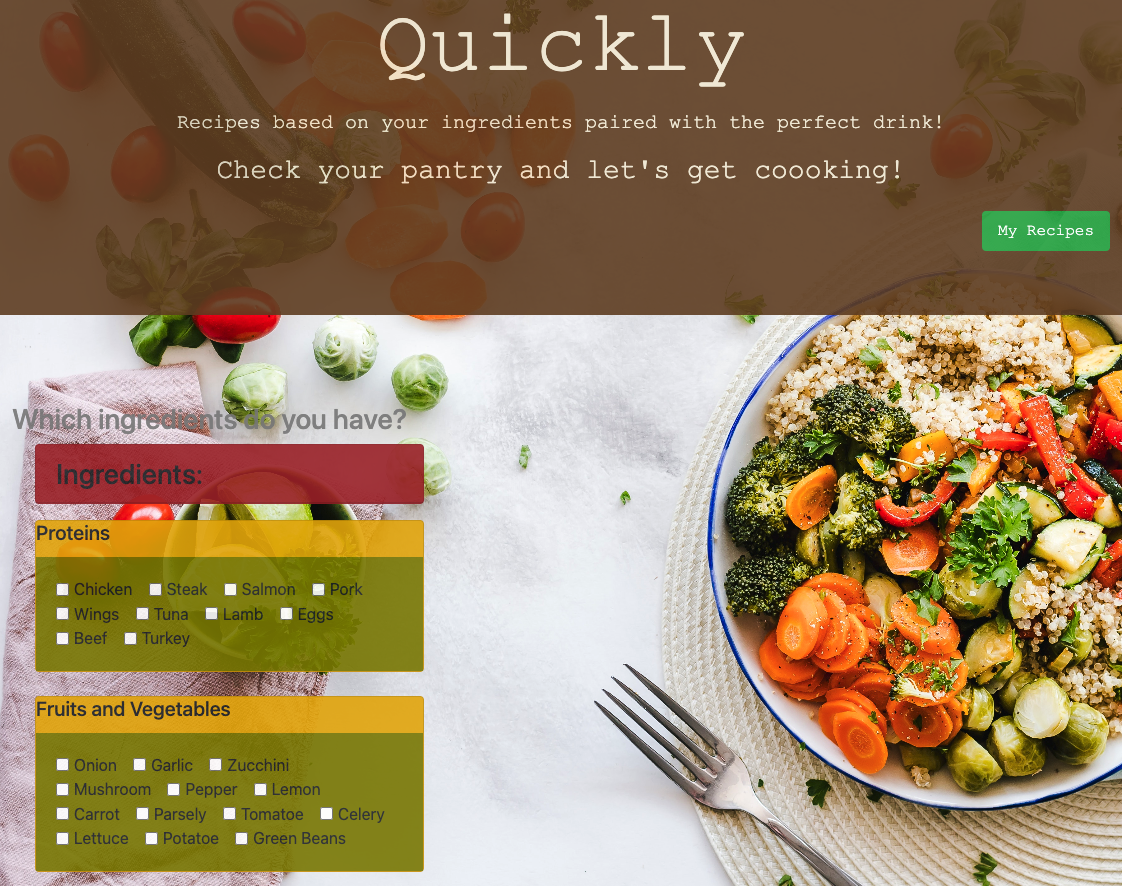 Quickly
Recipes based on your ingredients paired with the perfect drink!
Check your pantry and let's get coooking!
My Recipes
Which ingredients do you have?
Ingredients:
Proteins
Chicken Steak Salmon Pork
Wings Tuna Lamb Eggs
Beef Turkey
Fruits and Vegetables
Onion Garlic Zucchini
Mushroom Pepper Lemon
Carrot Parsely Tomatoe Celery
Lettuce Potatoe Green Beans